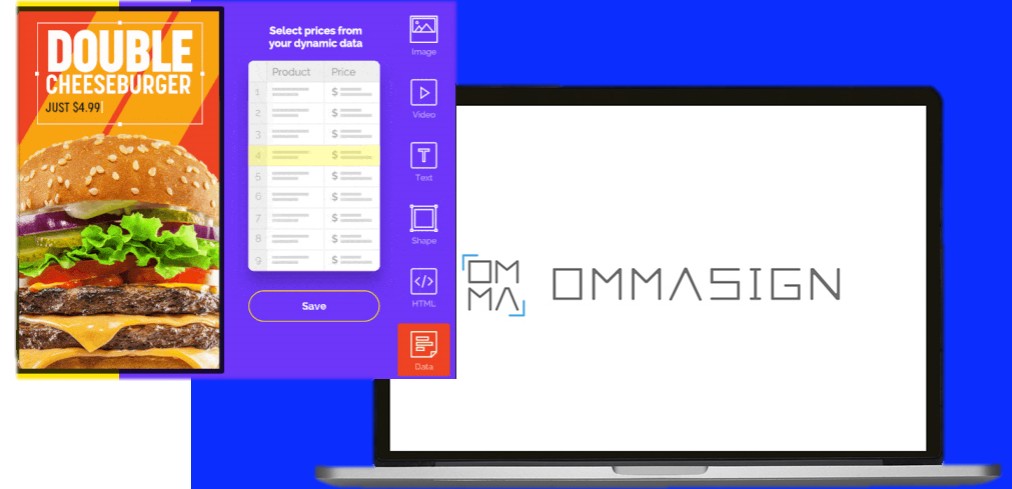 DOUBLE
CHEESEBURGER
JUST $4.99
Select prices from
your dynamic data
Product Price
1 $
2 $
3 $
4 $
5 $
6 $
7 $
8 $
9 $
Save
Image
Video
Text
Shape
</>
HTML
Data
OM
MA
OMMASIGN